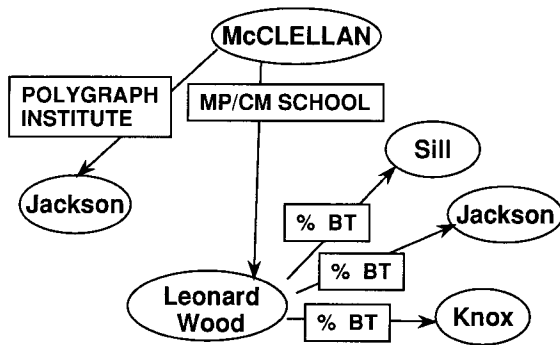 McCLELLAN
POLYGRAPH
INSTITUTE
MP/CM SCHOOL
Sill
Jackson
Jackson
% BT
% BT
Leonard
Wood
% BT
Knox